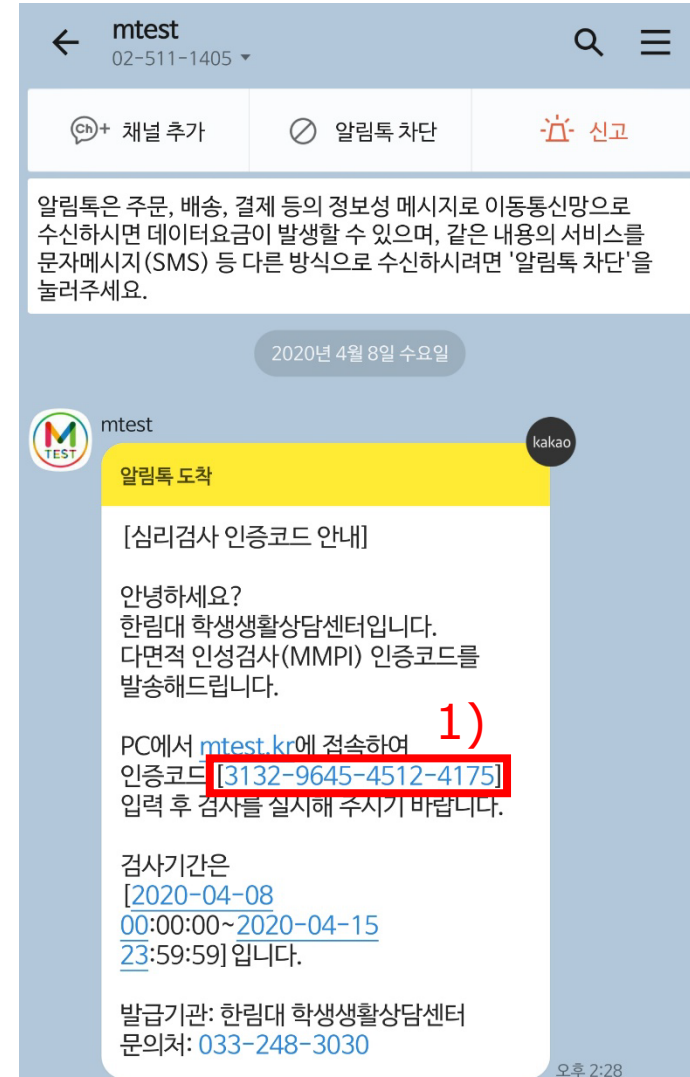 mtest
02-511-1405
Ch+ 채널 추가
알림톡 차단
신고
알림톡은 주문, 배송, 결제 등의 정보성 메시지로 이동통신망으로
수신하시면 데이터요금이 발생할 수 있으며, 같은 내용의 서비스를
문자메시지(SMS) 등 다른 방식으로 수신하시려면 '알림톡 차단'을
눌러주세요.
2020년 4월 8일 수요일
M TEST
mtest
kakao
알림톡 도착
[심리검사 인증코드 안내]
안녕하세요?
한림대 학생생활상담센터입니다.
다면적 인성검사(MMPI) 인증코드를
발송해드립니다.
1)
PC에서 mtest.kr에 접속하여
인증코드 [3132-9645-4512-4175]
입력 후 검사를 실시해 주시기 바랍니다.
검사기간은
[2020-04-08
00:00:00~2020-04-15
23:59:59] 입니다.
발급기관: 한림대 학생생활상담센터
문의처: 033-248-3030
오후 2:28